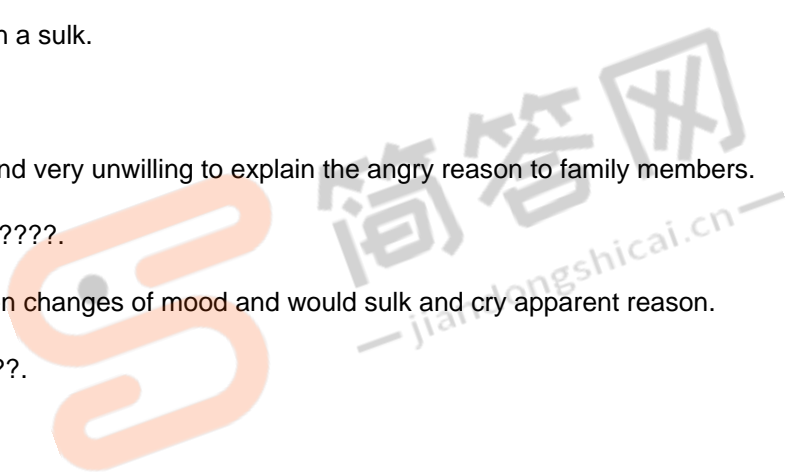 n a sulk.
nd very unwilling to explain the angry reason to family members.
????.
n changes of mood and would sulk and cry apparent reason.
??.
简答网
jiandongshicai.cn